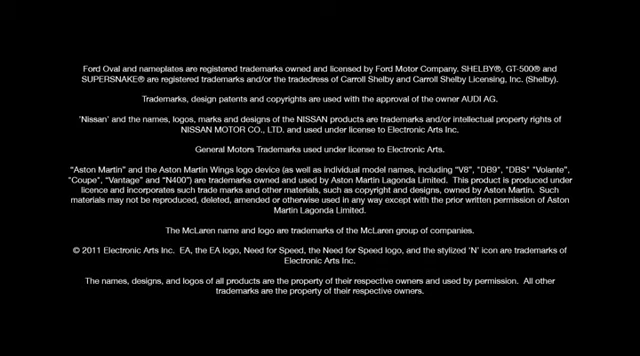 Ford Oval and nameplates are registered trademarks owned and licensed by Ford Motor Company. SHELBY®, GT-500® and
SUPERSNAKE® are registered trademarks and/or the tradedress of Carroll Shelby and Carroll Shelby Licensing, Inc. (Shelby).
Trademarks, design patents and copyrights are used with the approval of the owner AUDI AG.
'Nissan' and the names, logos, marks and designs of the NISSAN products are trademarks and/or intellectual property rights of
NISSAN MOTOR CO., LTD. and used under license to Electronic Arts Inc.
General Motors Trademarks used under license to Electronic Arts.
"Aston Martin" and the Aston Martin Wings logo device (as well as individual model names, including "V8", "DB9", "DBS" "Volante",
"Coupe", "Vantage" and "N400") are trademarks owned and used by Aston Martin Lagonda Limited. This product is produced under
licence and incorporates such trade marks and other materials, such as copyright and designs, owned by Aston Martin. Such
materials may not be reproduced, deleted, amended or otherwise used in any way except with the prior written permission of Aston
Martin Lagonda Limited.
The McLaren name and logo are trademarks of the McLaren group of companies.
© 2011 Electronic Arts Inc. EA, the EA logo, Need for Speed, the Need for Speed logo, and the stylized 'N' icon are trademarks of
Electronic Arts Inc.
The names, designs, and logos of all products are the property of their respective owners and used by permission. All other
trademarks are the property of their respective owners.